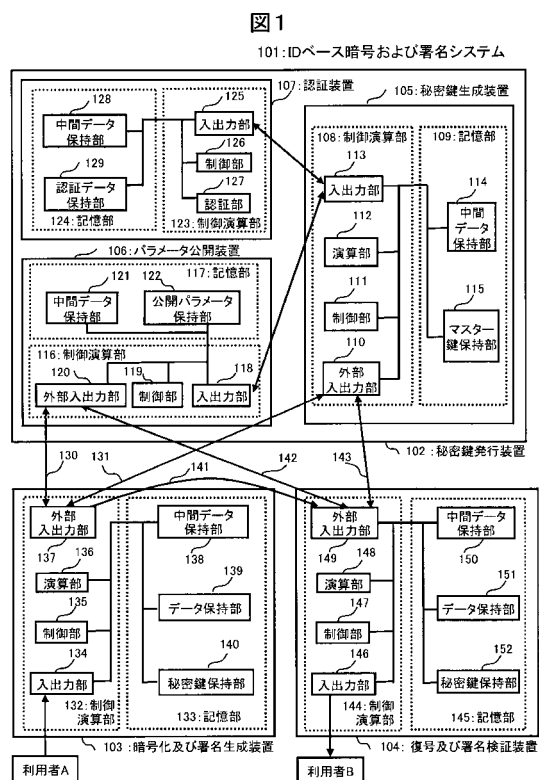 図1
101:IDベース暗号および署名システム
107:認証装置
128
中間データ
保持部
129
認証データ
保持部
124:記憶部
125
入出力部
126
制御部
127
認証部
123:制御演算部
105:秘密鍵生成装置
108:制御演算部
113
入出力部
112
演算部
111
制御部
110
外部
入出力部
109:記憶部
114
中間
データ
保持部
115
マスター
鍵保持部
106:パラメータ公開装置
117:記憶部
121
中間データ
保持部
122
公開パラメータ
保持部
116:制御演算部
120
外部入出力部
119
制御部
118
入出力部
102:秘密鍵発行装置
130
131
141
142
143
外部
入出力部
137
136
演算部
135
制御部
134
入出力部
132:制御
演算部
中間データ
保持部
138
139
データ保持部
140
秘密鍵保持部
133:記憶部
103:暗号化及び署名生成装置
利用者A
外部
入出力部
149
148
演算部
147
制御部
146
入出力部
144:制御
演算部
中間データ
保持部
150
151
データ保持部
152
秘密鍵保持部
145:記憶部
104:復号及び署名検証装置
利用者B